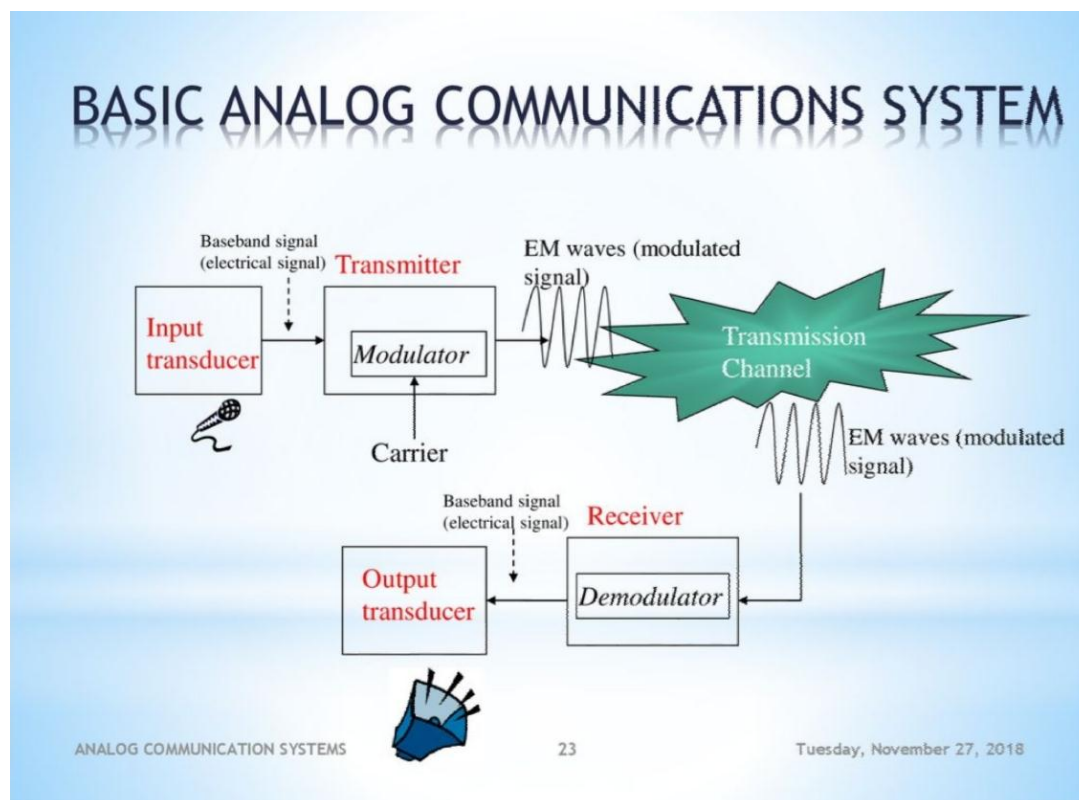 BASIC ANALOG COMMUNICATIONS SYSTEM
Baseband signal
(electrical signal)
Transmitter
EM waves (modulated
signal)
Input
transducer
Modulator
Transmission
Channel
Carrier
EM waves (modulated
signal)
Baseband signal
(electrical signal)
Receiver
Output
transducer
Demodulator
ANALOG COMMUNICATION SYSTEMS
23
Tuesday, November 27, 2018